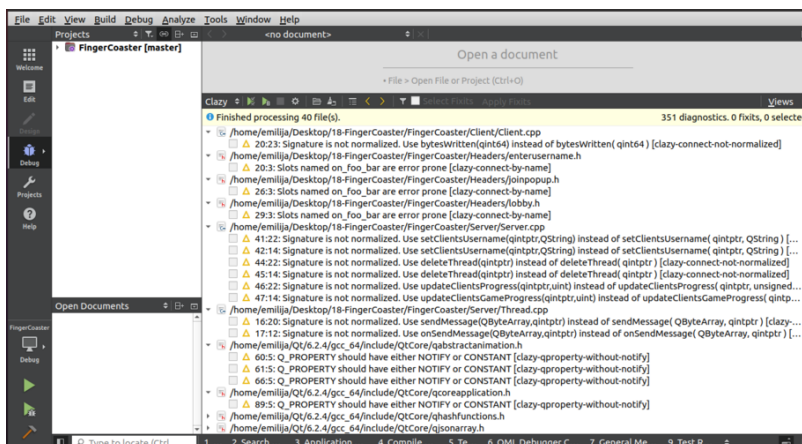 File Edit View Build Debug Analyze Tools Window Help
Projects <no document>
FingerCoaster [master]
Welcome
Edit
Design
Debug
Projects
Help
Open a document
• File > Open File or Project (Ctrl+O)
Clazy Select Fixits Apply Fixits Views
Finished processing 40 file(s). 351 diagnostics. 0 fixits, 0 selecte
/home/emilija/Desktop/18-FingerCoaster/FingerCoaster/Client/Client.cpp
20:23: Signature is not normalized. Use bytesWritten(qint64) instead of bytesWritten( qint64 ) [clazy-connect-not-normalized]
/home/emilija/Desktop/18-FingerCoaster/FingerCoaster/Headers/enterusername.h
20:3: Slots named on_foo_bar are error prone [clazy-connect-by-name]
/home/emilija/Desktop/18-FingerCoaster/FingerCoaster/Headers/joinpopup.h
26:3: Slots named on_foo_bar are error prone [clazy-connect-by-name]
/home/emilija/Desktop/18-FingerCoaster/FingerCoaster/Headers/lobby.h
29:3: Slots named on_foo_bar are error prone [clazy-connect-by-name]
/home/emilija/Desktop/18-FingerCoaster/FingerCoaster/Server/Server.cpp
41:22: Signature is not normalized. Use setClientsUsername(qintptr,QString) instead of setClientsUsername( qintptr, QString ) [...
42:14: Signature is not normalized. Use setClientsUsername(qintptr,QString) instead of setClientsUsername( qintptr, QString ) [...
44:22: Signature is not normalized. Use deleteThread(qintptr) instead of deleteThread( qintptr ) [clazy-connect-not-normalized]
45:14: Signature is not normalized. Use deleteThread(qintptr) instead of deleteThread( qintptr ) [clazy-connect-not-normalized]
46:22: Signature is not normalized. Use updateClientsProgress(qintptr,uint) instead of updateClientsProgress( qintptr, unsigned...
47:14: Signature is not normalized. Use updateClientsGameProgress(qintptr,uint) instead of updateClientsGameProgress( qintp...
/home/emilija/Desktop/18-FingerCoaster/FingerCoaster/Server/Thread.cpp
16:20: Signature is not normalized. Use sendMessage(QByteArray,qintptr) instead of sendMessage( QByteArray, qintptr ) [clazy-...
17:12: Signature is not normalized. Use onSendMessage(QByteArray,qintptr) instead of onSendMessage( QByteArray, qintptr ) [...
/home/emilija/Qt/6.2.4/gcc_64/include/QtCore/qabstractanimation.h
60:5: Q_PROPERTY should have either NOTIFY or CONSTANT [clazy-qproperty-without-notify]
61:5: Q_PROPERTY should have either NOTIFY or CONSTANT [clazy-qproperty-without-notify]
66:5: Q_PROPERTY should have either NOTIFY or CONSTANT [clazy-qproperty-without-notify]
/home/emilija/Qt/6.2.4/gcc_64/include/QtCore/qcoreapplication.h
89:5: Q_PROPERTY should have either NOTIFY or CONSTANT [clazy-qproperty-without-notify]
/home/emilija/Qt/6.2.4/gcc_64/include/QtCore/qhashfunctions.h
/home/emilija/Qt/6.2.4/gcc_64/include/QtCore/qjsonarray.h
Open Documents
FingerCoaster
Debug
Type to locate (Ctrl 1 2 Search 3 Application 4 Compile 5 Te 6 QML Debugger C 7 General Me 9 Test R